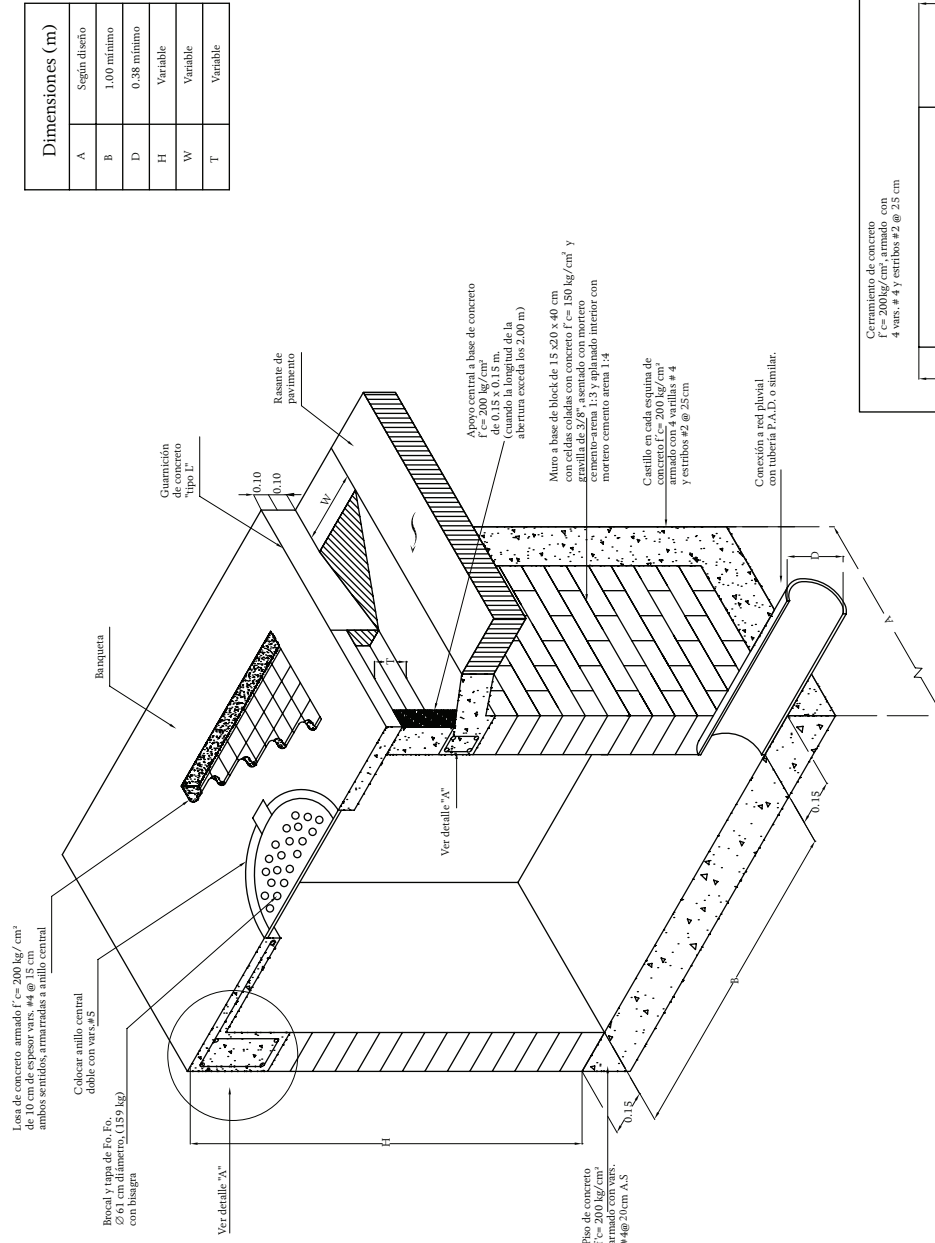 Dimensiones (m)
A Según diseño
B 1.00 mínimo
D 0.38 mínimo
H Variable
W Variable
T Variable
Losa de concreto armado f´c= 200 kg/ cm²
de 10 cm de espesor vars. #4 @ 15 cm
ambos sentidos, armarradas a anillo central
Colocar anillo central
doble con vars.#5
Brocal y tapa de Fo. Fo.
Ø 61 cm diámetro, (159 kg)
con bisagra
Ver detalle "A"
Banqueta
Guarnición
de concreto
"tipo L"
0.10
0.10
Rasante de
pavimento
W
T
Apoyo central a base de concreto
f´c= 200 kg/cm²
de 0.15 x 0.15 m.
(cuando la longitud de la
abertura exceda los 2.00 m)
Muro a base de block de 15 x20 x 40 cm
con celdas coladas con concreto f´c= 150 kg/cm² y
gravilla de 3/8", asentado con mortero
cemento-arena 1:3 y aplanado interior con
mortero cemento arena 1:4
Castillo en cada esquina de
concreto f´c= 200 kg/cm²
armado con 4 varillas # 4
y estribos #2 @ 25cm
Conexión a red pluvial
con tubería P.A.D. o similar.
Ver detalle "A"
H
D
A
B
0.15
0.15
Piso de concreto
f´c= 200 kg/cm²
armado con vars.
#4@20cm A.S
Cerramiento de concreto
f´c= 200kg/cm², armado con
4 vars. # 4 y estribos #2 @ 25 cm